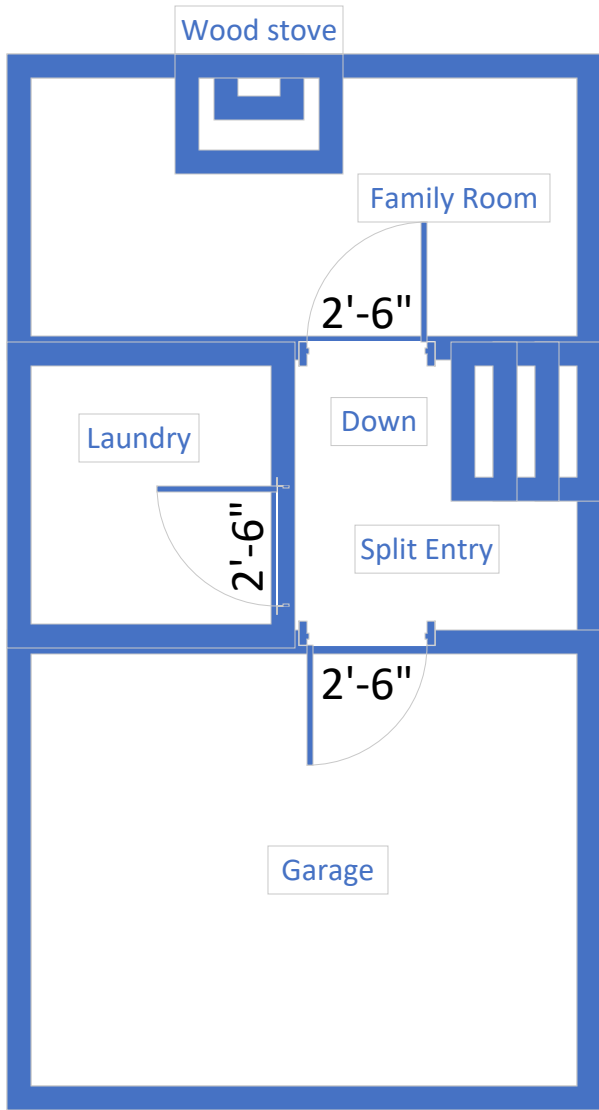 Wood stove
Family Room
2'-6"
Down
Laundry
2'-6"
Split Entry
2'-6"
Garage